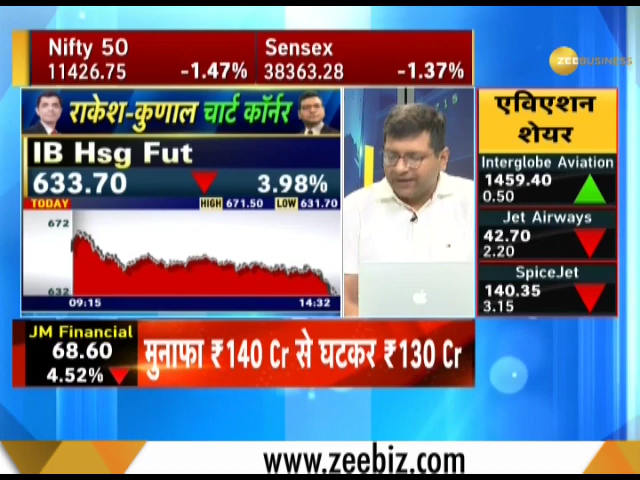 Nifty 50
11426.75 -1.47%
Sensex
38363.28 -1.37%
ZEEBUSINESS
राकेश-कुणाल चार्ट कॉर्नर
IB Hsg Fut
633.70 3.98%
TODAY HIGH 671.50 LOW 631.70
672
632
09:15 14:32
एविएशन
शेयर
Interglobe Aviation
1459.40
0.50
Jet Airways
42.70
2.20
SpiceJet
140.35
3.15
JM Financial
68.60
4.52%
मुनाफा ₹140 Cr से घटकर ₹130 Cr
www.zeebiz.com